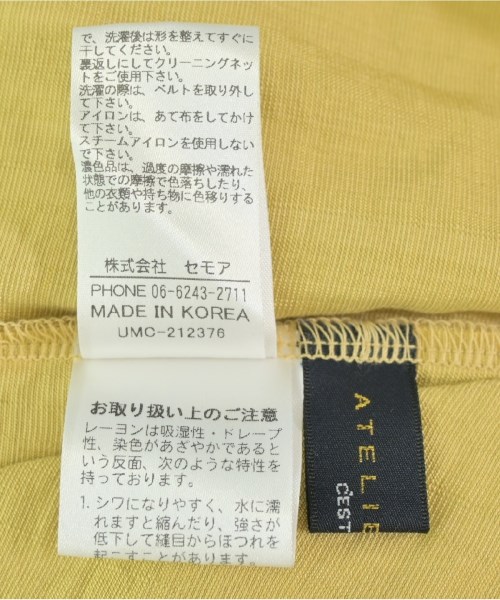 で、洗濯後は形を整えてすぐに
干してください。
裏返しにしてクリーニングネッ
トをご使用下さい。
洗濯の際は、ベルトを取り外し
て下さい。
アイロンは、あて布をしてかけ
て下さい。
スチームアイロンを使用しない
で下さい。
濃色品は、過度の摩擦や濡れた
状態での摩擦で色落ちしたり、
他の衣類や持ち物に色移りする
ことがあります。
株式会社 セモア
PHONE 06-6243-2711
MADE IN KOREA
UMC-212376
お取り扱い上のご注意
レーヨンは吸湿性・ドレープ
性、染色があざやかであると
いう反面、次のような特性を
持っております。
1. シワになりやすく、水に濡
れますと縮んだり、強さが
低下して縫目からほつれを
起こすことがあります。
ATELIE
C'EST